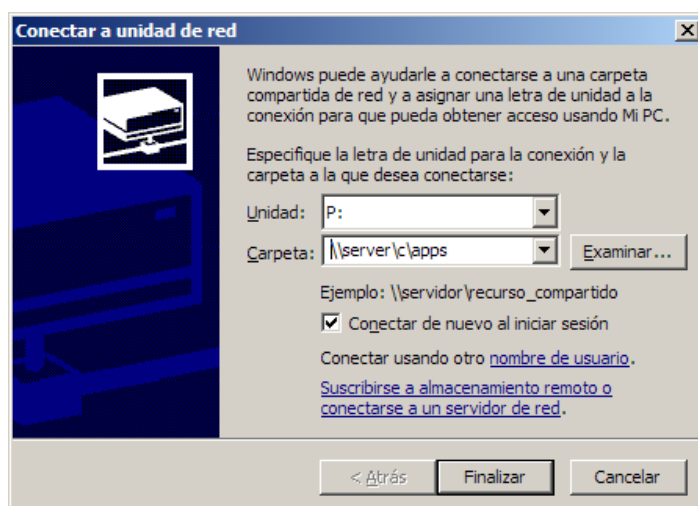 Conectar a unidad de red
Windows puede ayudarle a conectarse a una carpeta
compartida de red y a asignar una letra de unidad a la
conexión para que pueda obtener acceso usando Mi PC.
Especifique la letra de unidad para la conexión y la
carpeta a la que desea conectarse:
Unidad: P:
Carpeta: \\server\c\apps Examinar...
Ejemplo: \\servidor\recurso_compartido
Conectar de nuevo al iniciar sesión
Conectar usando otro nombre de usuario.
Suscribirse a almacenamiento remoto o
conectarse a un servidor de red.
< Atrás Finalizar Cancelar